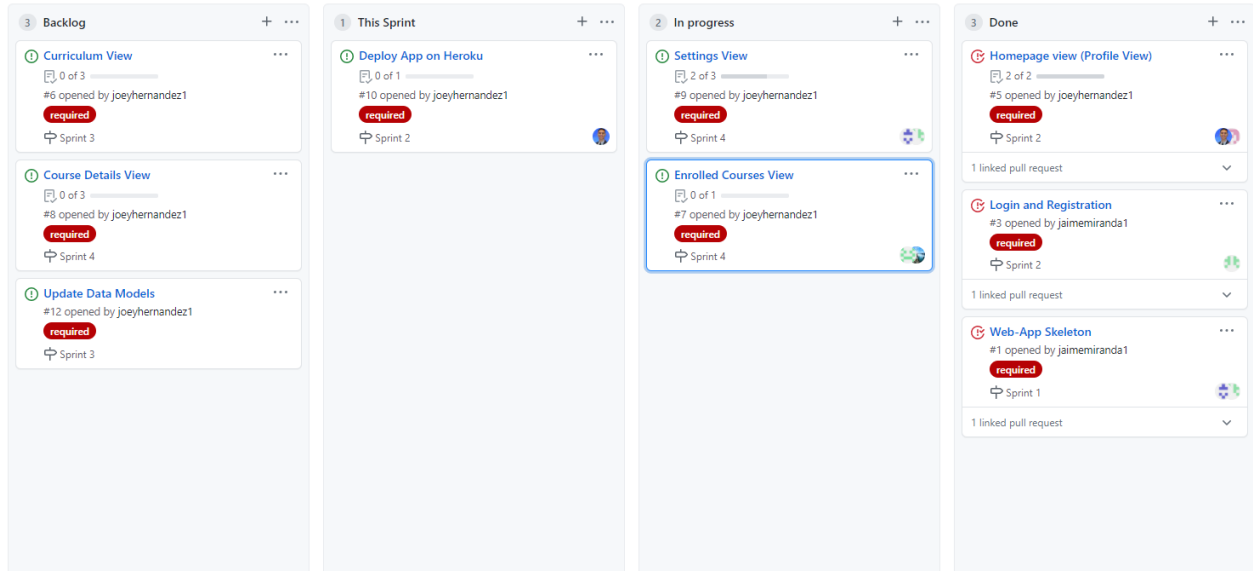 3 Backlog
Curriculum View
0 of 3
#6 opened by joeyhernandez1
required
Sprint 3
Course Details View
0 of 3
#8 opened by joeyhernandez1
required
Sprint 4
Update Data Models
#12 opened by joeyhernandez1
required
Sprint 3
1 This Sprint
Deploy App on Heroku
0 of 1
#10 opened by joeyhernandez1
required
Sprint 2
2 In progress
Settings View
2 of 3
#9 opened by joeyhernandez1
required
Sprint 4
Enrolled Courses View
0 of 1
#7 opened by joeyhernandez1
required
Sprint 4
3 Done
Homepage view (Profile View)
2 of 2
#5 opened by joeyhernandez1
required
Sprint 2
1 linked pull request
Login and Registration
#3 opened by jaimemiranda1
required
Sprint 2
1 linked pull request
Web-App Skeleton
#1 opened by jaimemiranda1
required
Sprint 1
1 linked pull request